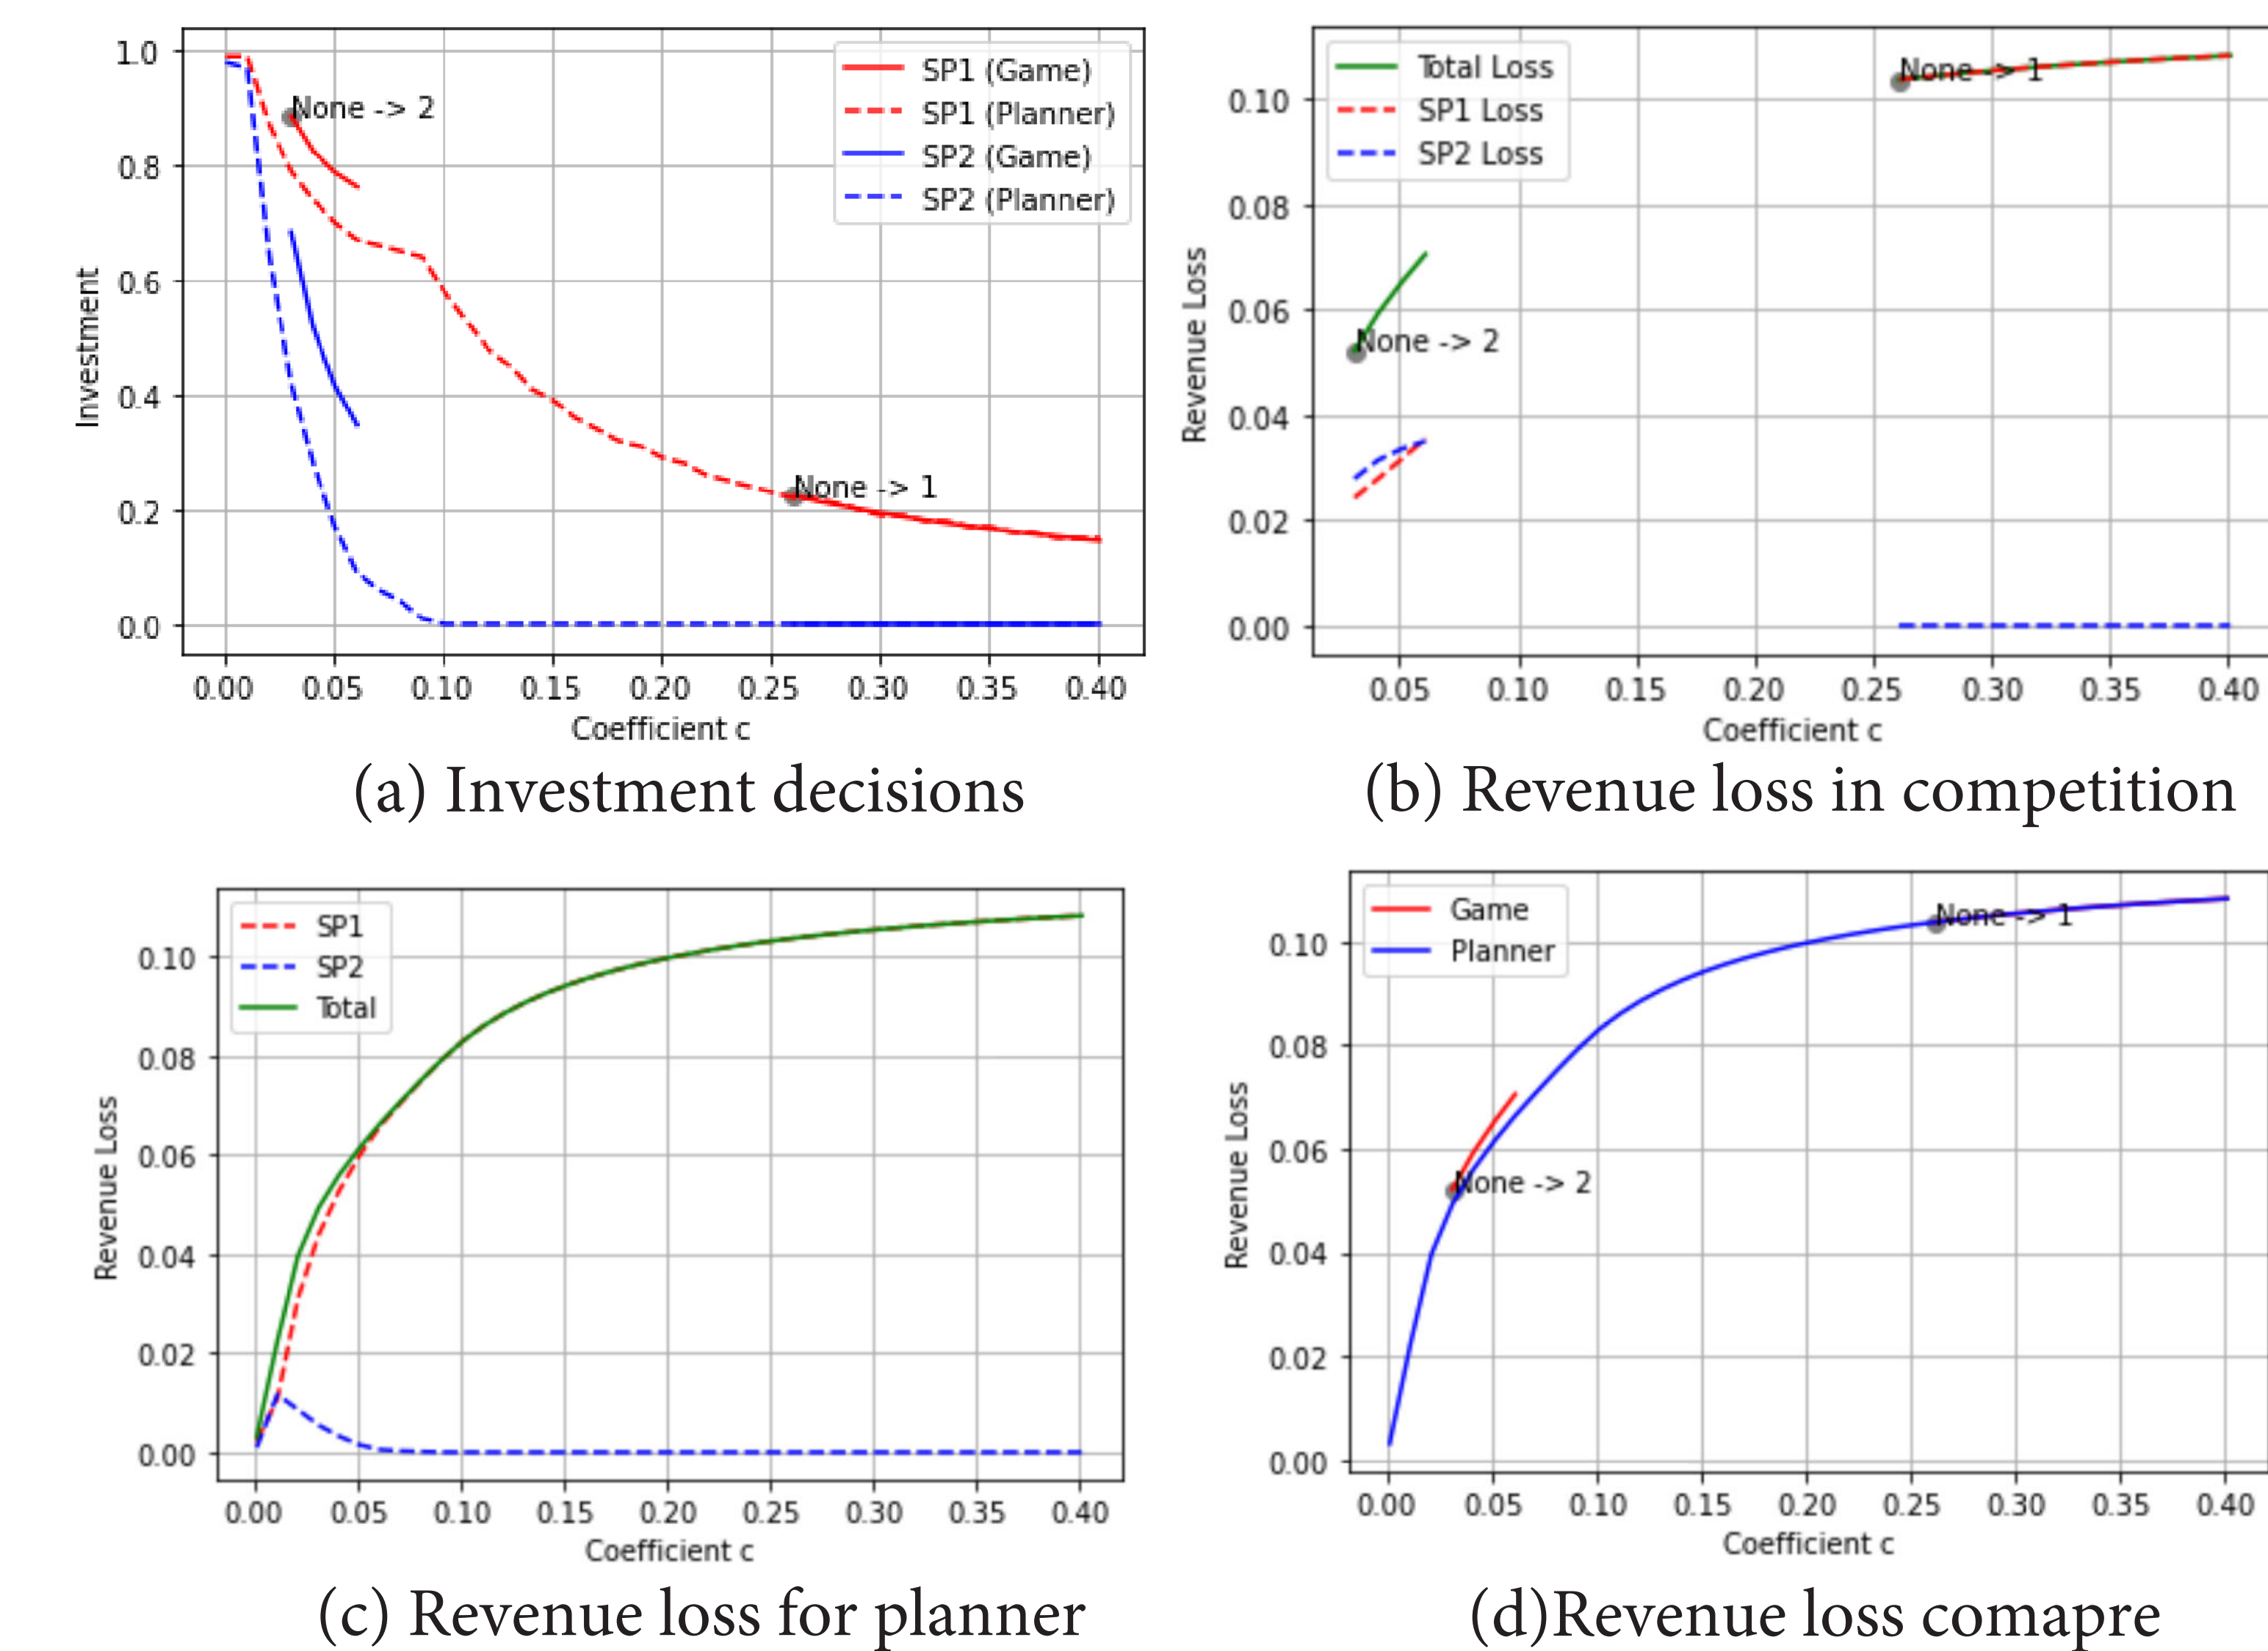 1.0
0.8
0.6
0.4
0.2
0.0
Investment
None -> 2
None -> 1
SP1 (Game)
SP1 (Planner)
SP2 (Game)
SP2 (Planner)
0.00 0.05 0.10 0.15 0.20 0.25 0.30 0.35 0.40
Coefficient c
(a) Investment decisions
0.10
0.08
0.06
0.04
0.02
0.00
Revenue Loss
Total Loss
SP1 Loss
SP2 Loss
None -> 1
None -> 2
0.05 0.10 0.15 0.20 0.25 0.30 0.35 0.40
Coefficient c
(b) Revenue loss in competition
0.10
0.08
0.06
0.04
0.02
0.00
Revenue Loss
SP1
SP2
Total
0.00 0.05 0.10 0.15 0.20 0.25 0.30 0.35 0.40
Coefficient c
(c) Revenue loss for planner
0.10
0.08
0.06
0.04
0.02
0.00
Revenue Loss
Game
Planner
None -> 1
None -> 2
0.00 0.05 0.10 0.15 0.20 0.25 0.30 0.35 0.40
Coefficient c
(d)Revenue loss comapre